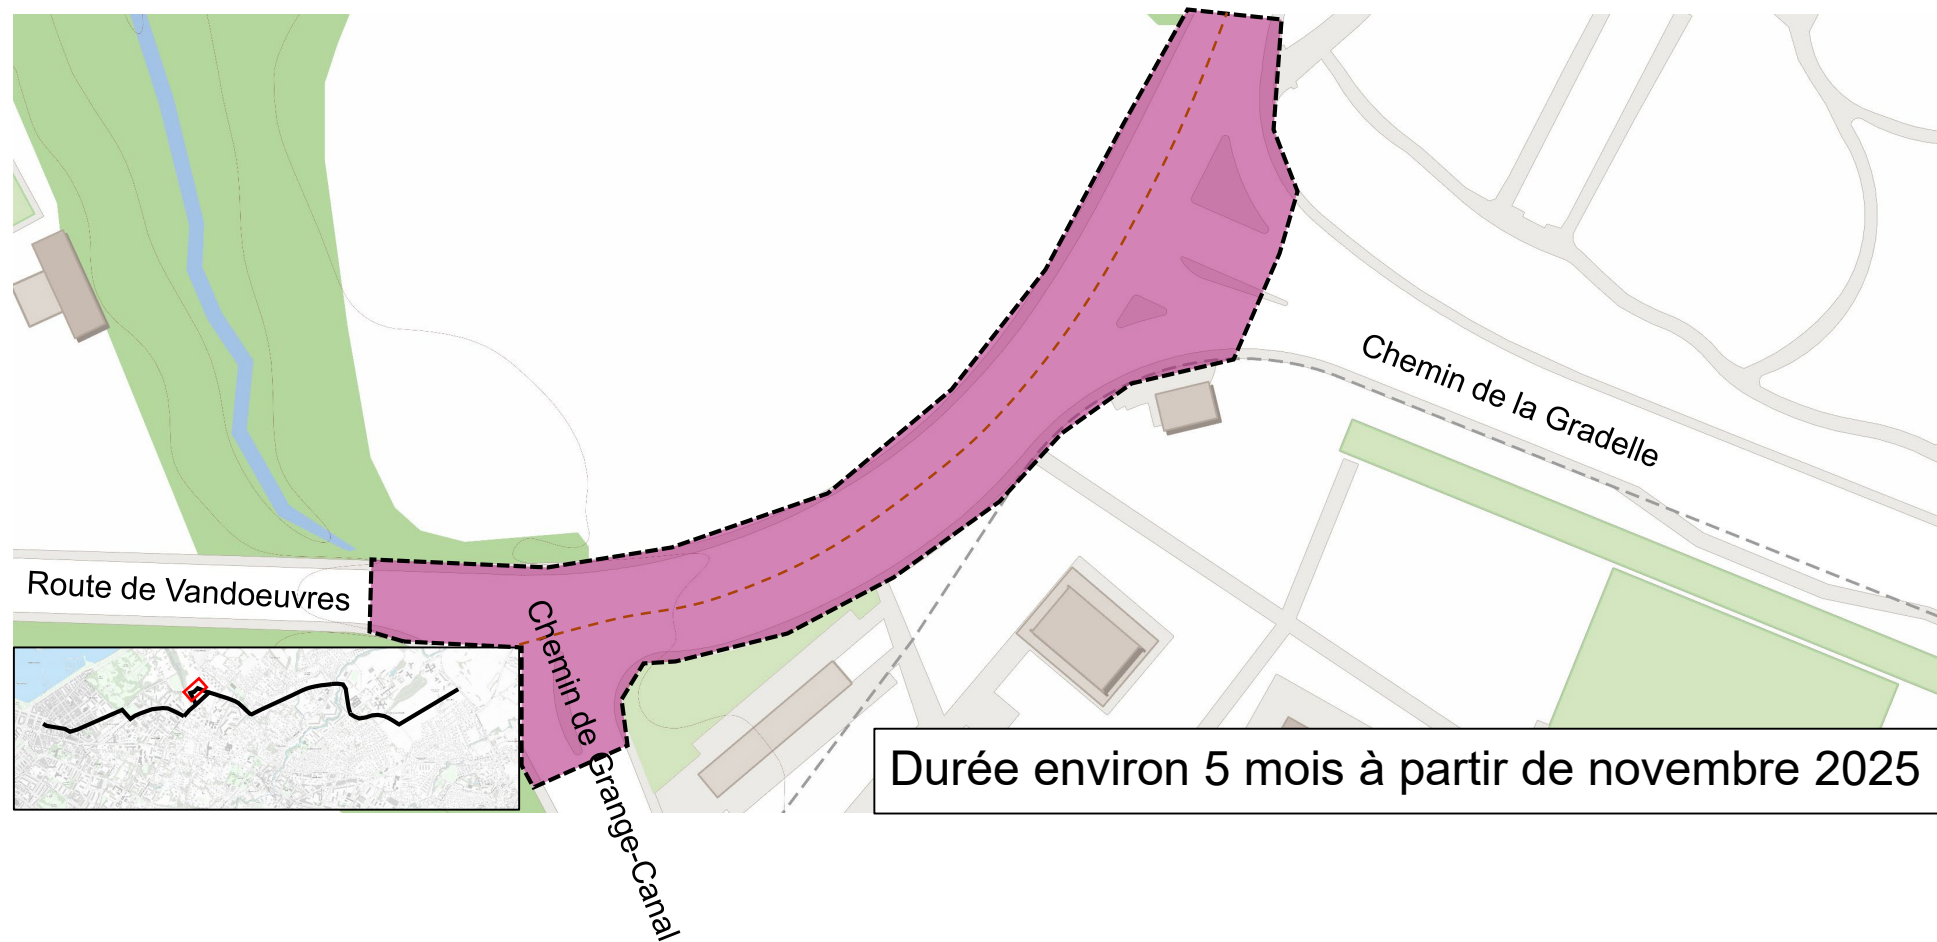 Chemin de la Gradelle
Route de Vandoeuvres
Chemin de Grange-Canal
Durée environ 5 mois à partir de novembre 2025